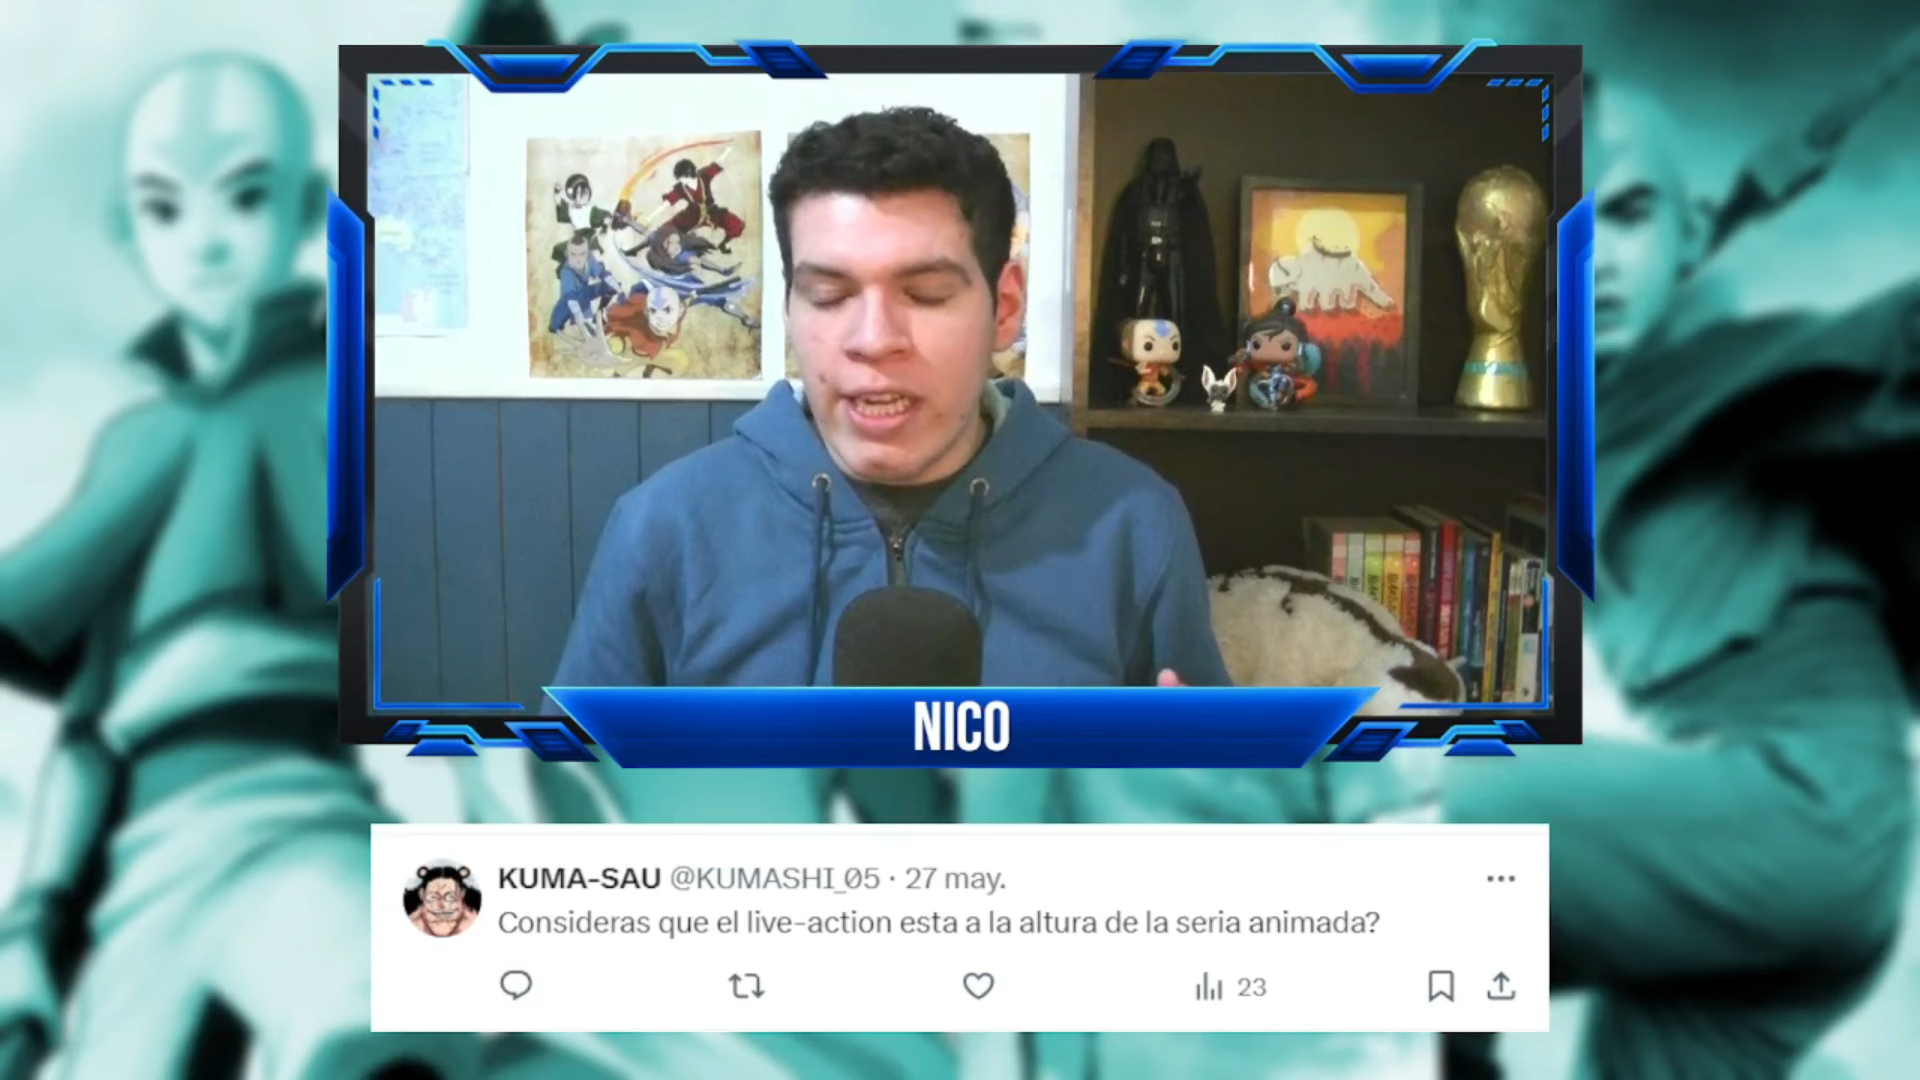 NICO
KUMA-SAU @KUMASHI_05 · 27 may.
Consideras que el live-action esta a la altura de la seria animada?
23